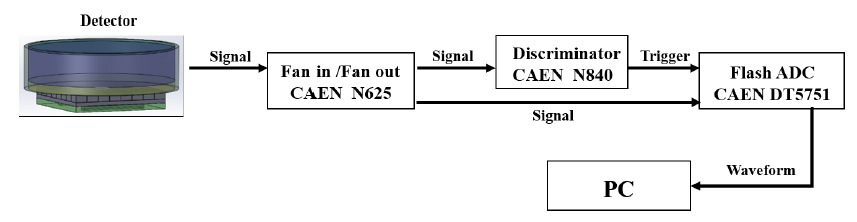 Detector
Signal
Fan in /Fan out
CAEN N625
Signal
Discriminator
CAEN N840
Trigger
Flash ADC
CAEN DT5751
Signal
Waveform
PC